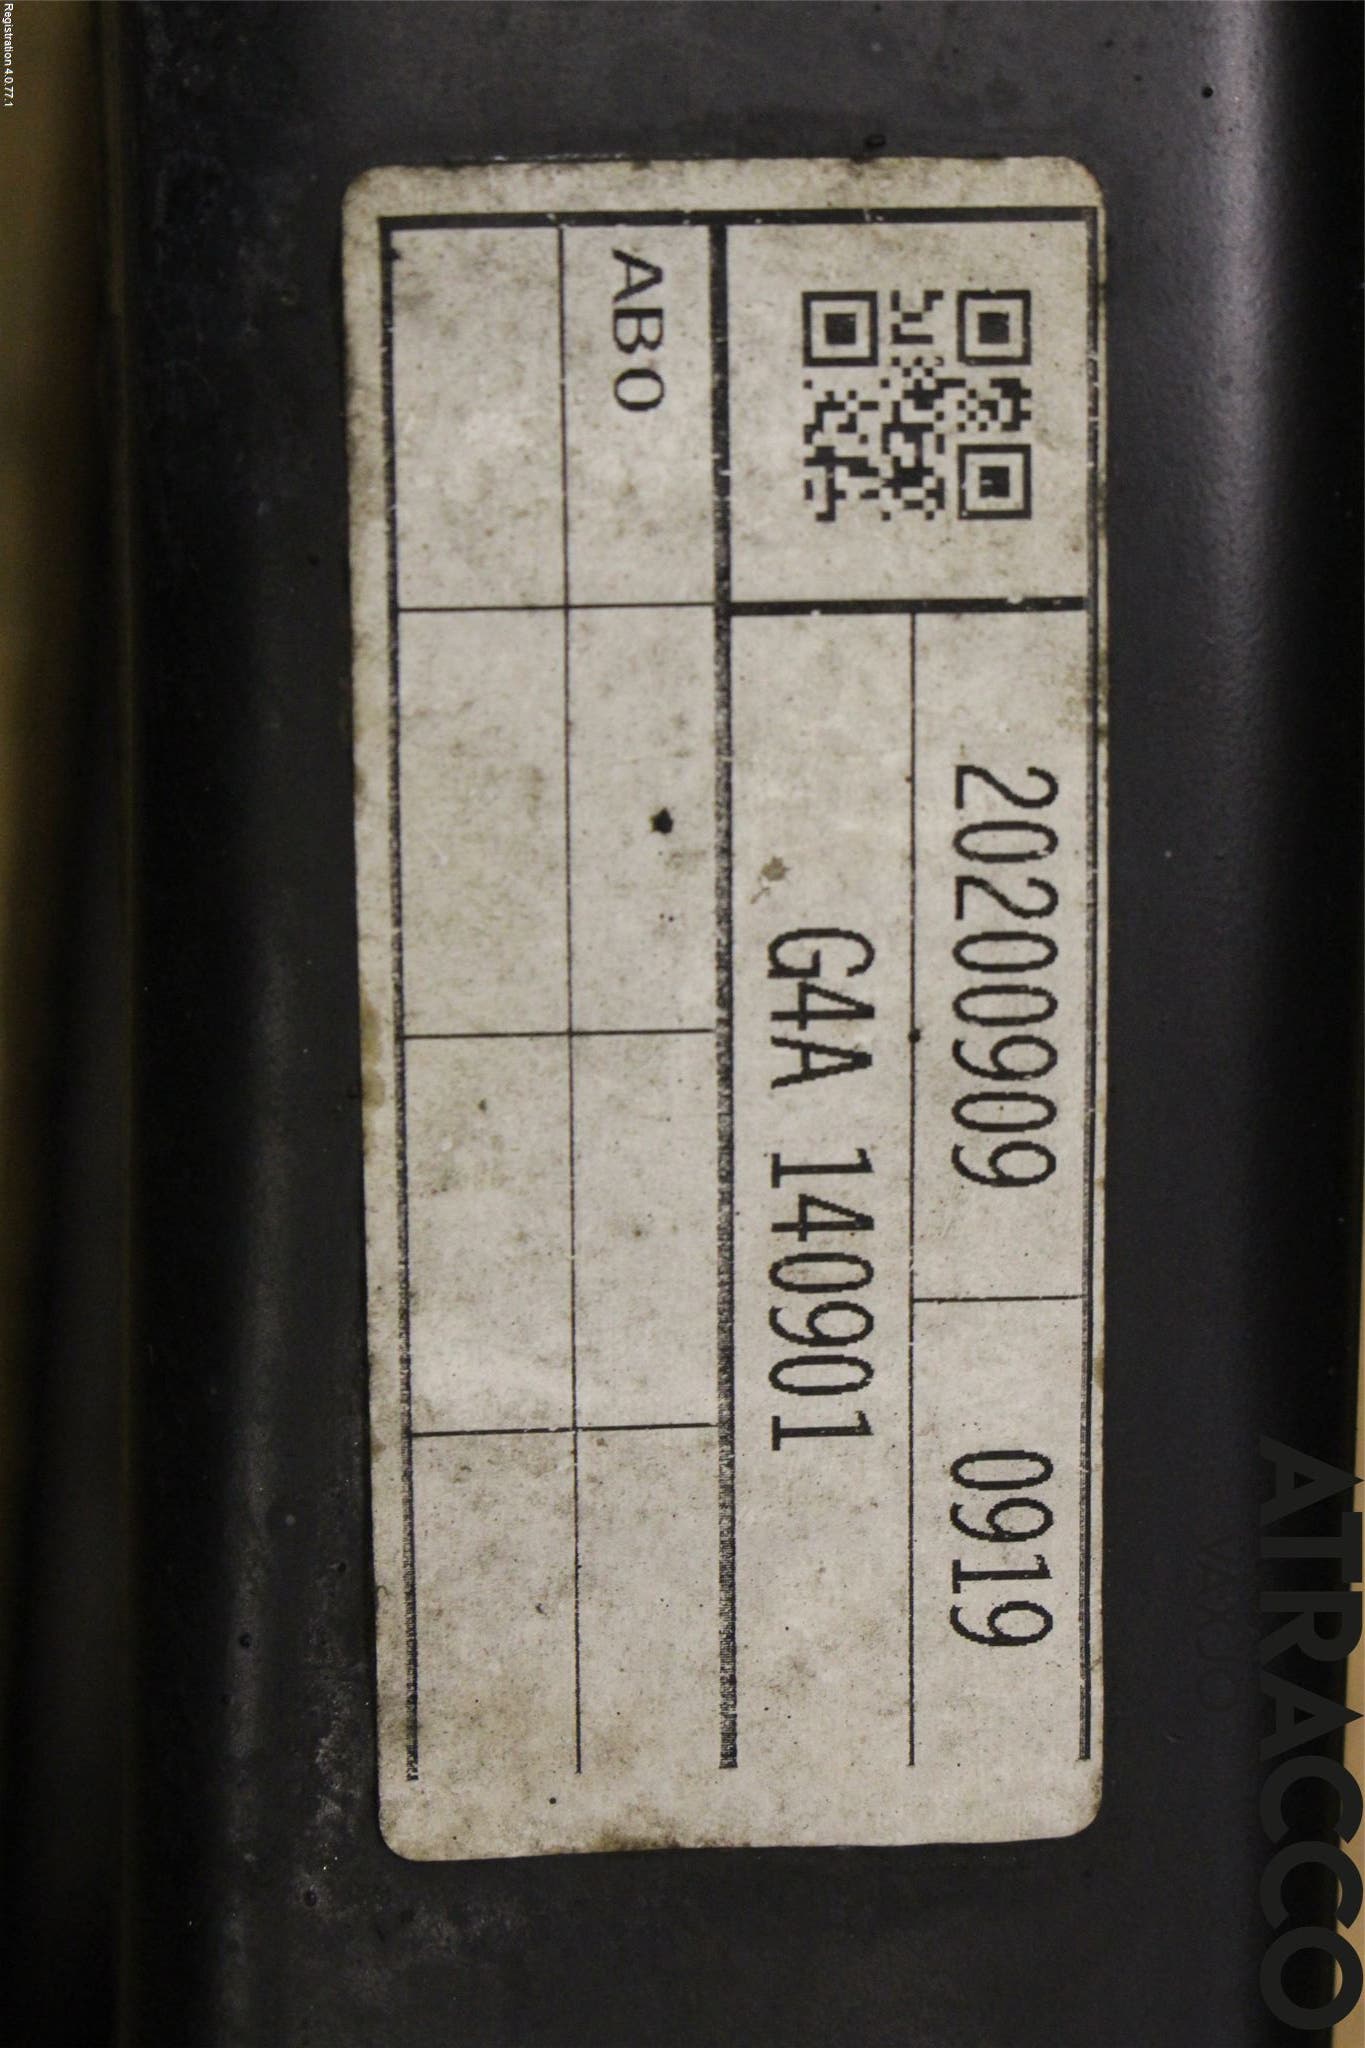 Registration 4.0.77.1
20200909 0919
G4A 140901
AB0
ATRACCO